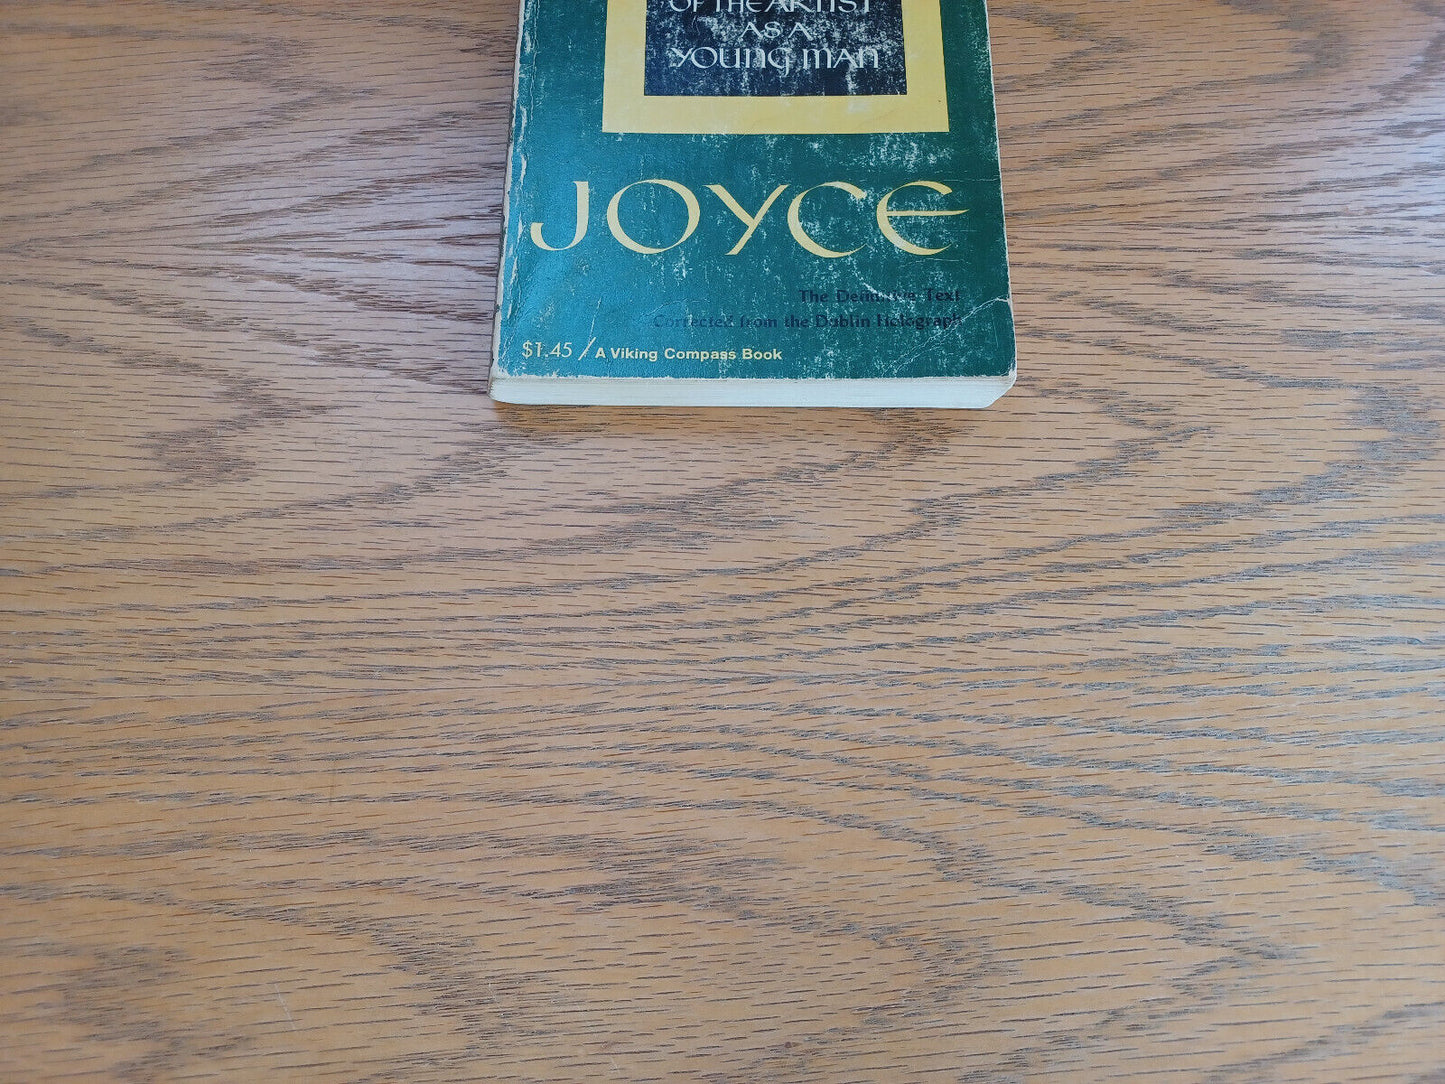 OF THE ARTIST
AS A
YOUNG MAN
JOYCE
The Definitive Text
Corrected from the Dublin Holograph
$1.45 / A Viking Compass Book